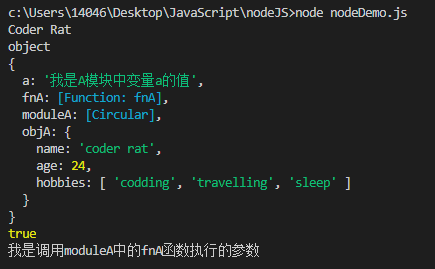 c:\Users\14046\Desktop\JavaScript\nodeJS>node nodeDemo.js
Coder Rat
object
{
  a: '我是A模块中变量a的值',
  fnA: [Function: fnA],
  moduleA: [Circular],
  objA: {
    name: 'coder rat',
    age: 24,
    hobbies: [ 'codding', 'travelling', 'sleep' ]
  }
}
true
我是调用moduleA中的fnA函数执行的参数